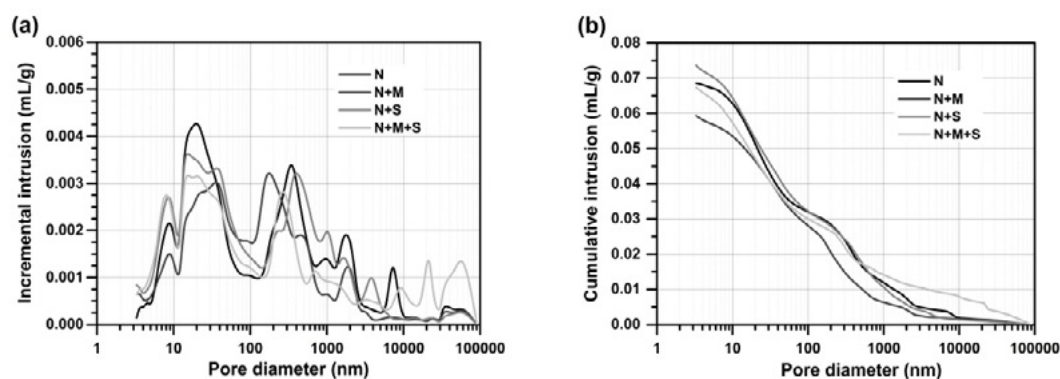 (a)
Incremental intrusion (mL/g)
0.006
0.005
0.004
0.003
0.002
0.001
0.000
N
N+M
N+S
N+M+S
1 10 100 1000 10000 100000
Pore diameter (nm)
(b)
Cumulative intrusion (mL/g)
0.08
0.07
0.06
0.05
0.04
0.03
0.02
0.01
0.00
N
N+M
N+S
N+M+S
1 10 100 1000 10000 100000
Pore diameter (nm)